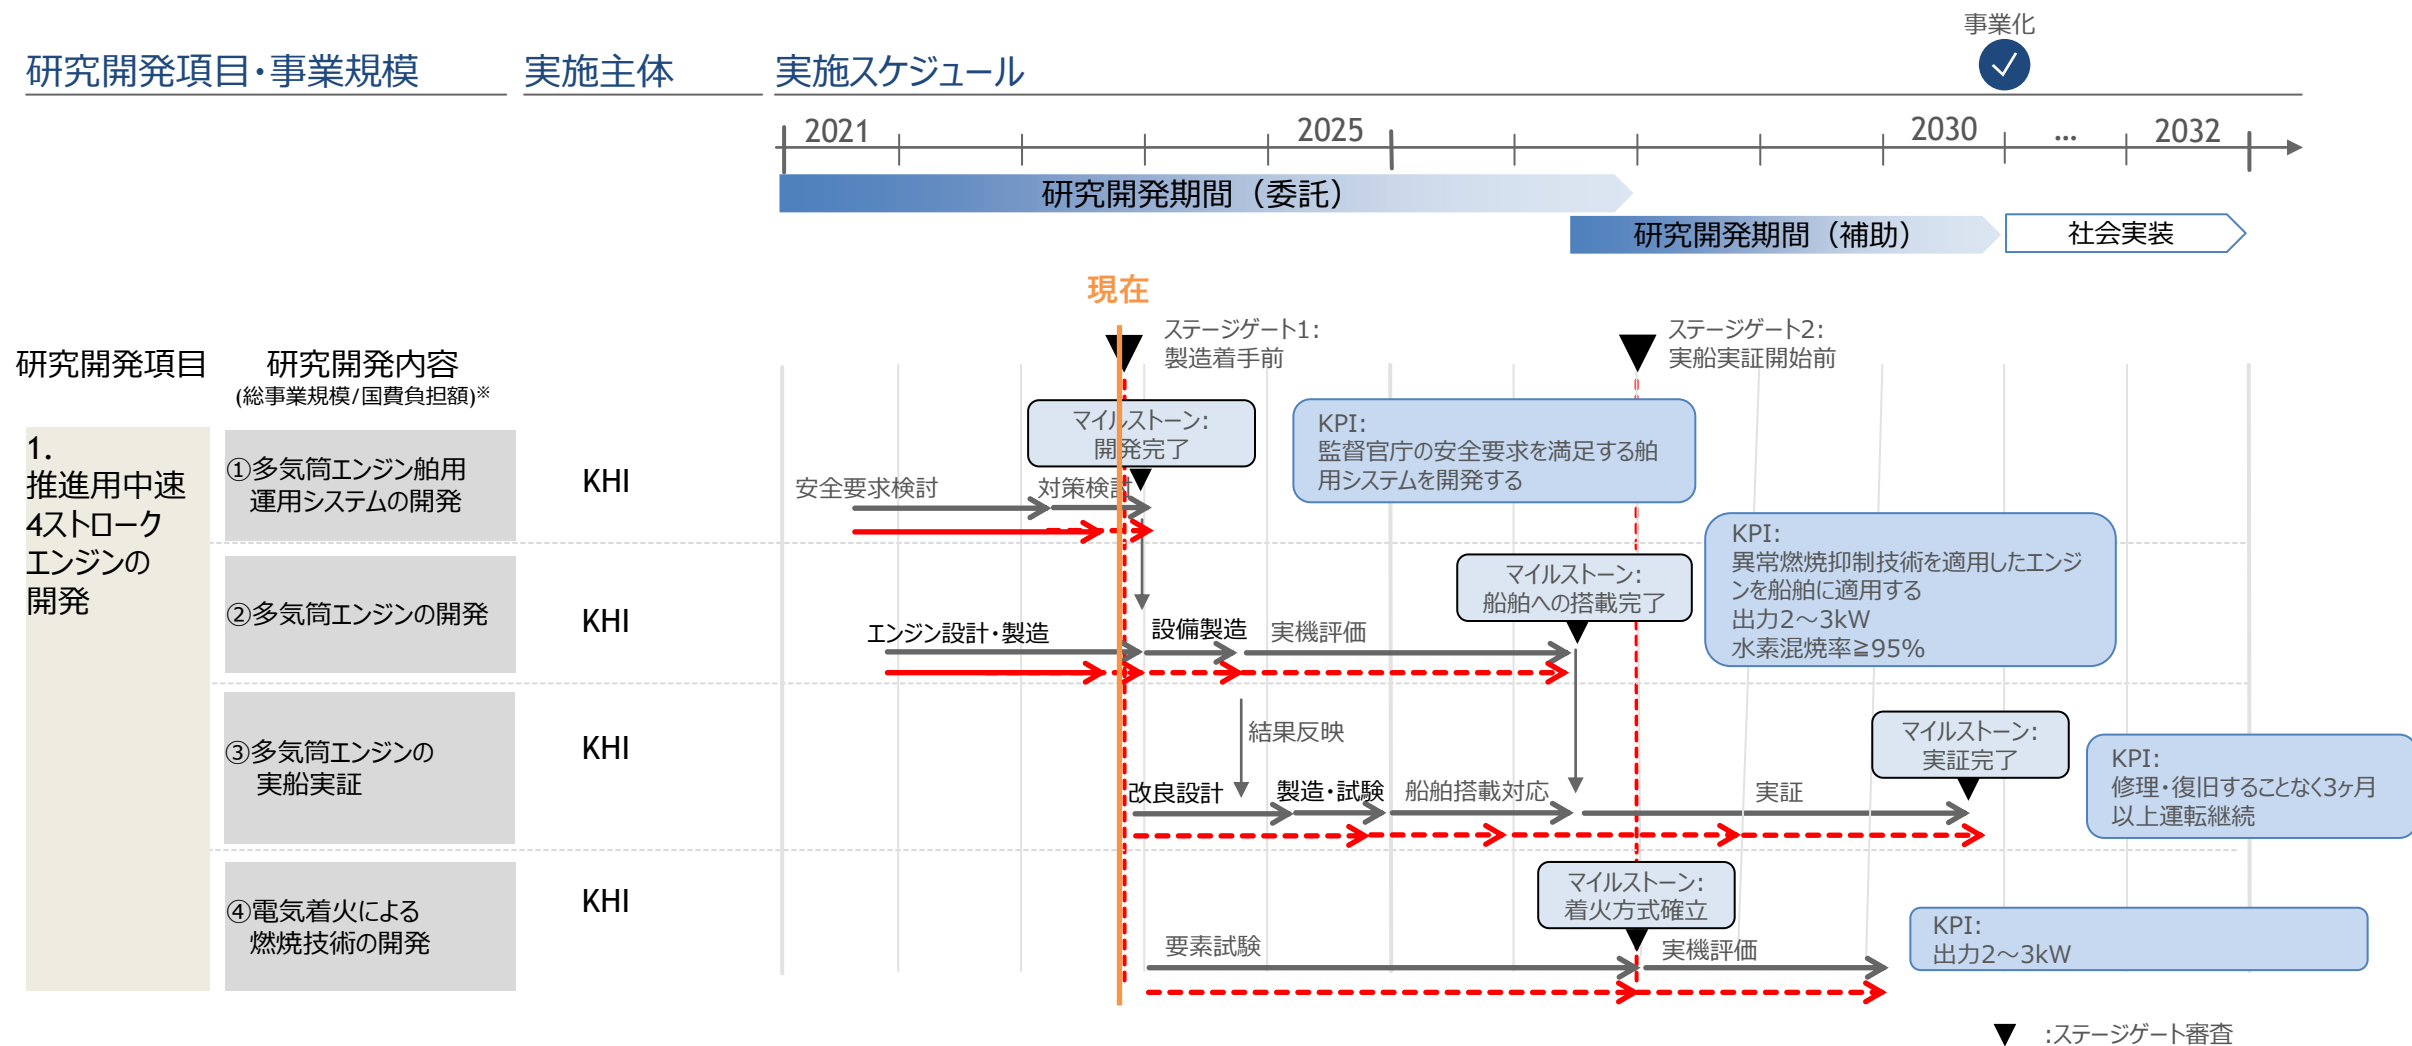 事業化
研究開発項目・事業規模
実施主体
実施スケジュール
2021
2025
2030
...
2032
研究開発期間（委託）
研究開発期間（補助）
社会実装
現在
ステージゲート1:
製造着手前
ステージゲート2:
実船実証開始前
研究開発項目
研究開発内容
(総事業規模/国費負担額)※
1.
推進用中速
4ストローク
エンジンの
開発
①多気筒エンジン舶用
運用システムの開発
KHI
安全要求検討
対策検討
マイルストーン:
開発完了
KPI:
監督官庁の安全要求を満足する舶
用システムを開発する
②多気筒エンジンの開発
KHI
エンジン設計・製造
設備製造
実機評価
マイルストーン:
船舶への搭載完了
KPI:
異常燃焼抑制技術を適用したエンジ
ンを船舶に適用する
出力2～3kW
水素混焼率≧95%
③多気筒エンジンの
実船実証
KHI
結果反映
改良設計
製造・試験
船舶搭載対応
実証
マイルストーン:
実証完了
KPI:
修理・復旧することなく3ヶ月
以上運転継続
④電気着火による
燃焼技術の開発
KHI
要素試験
マイルストーン:
着火方式確立
実機評価
KPI:
出力2～3kW
▼ :ステージゲート審査